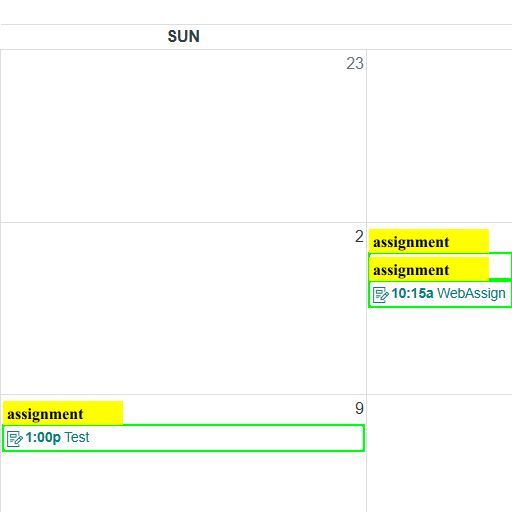 SUN
23
2
assignment
assignment
10:15a WebAssign
assignment
9
1:00p Test